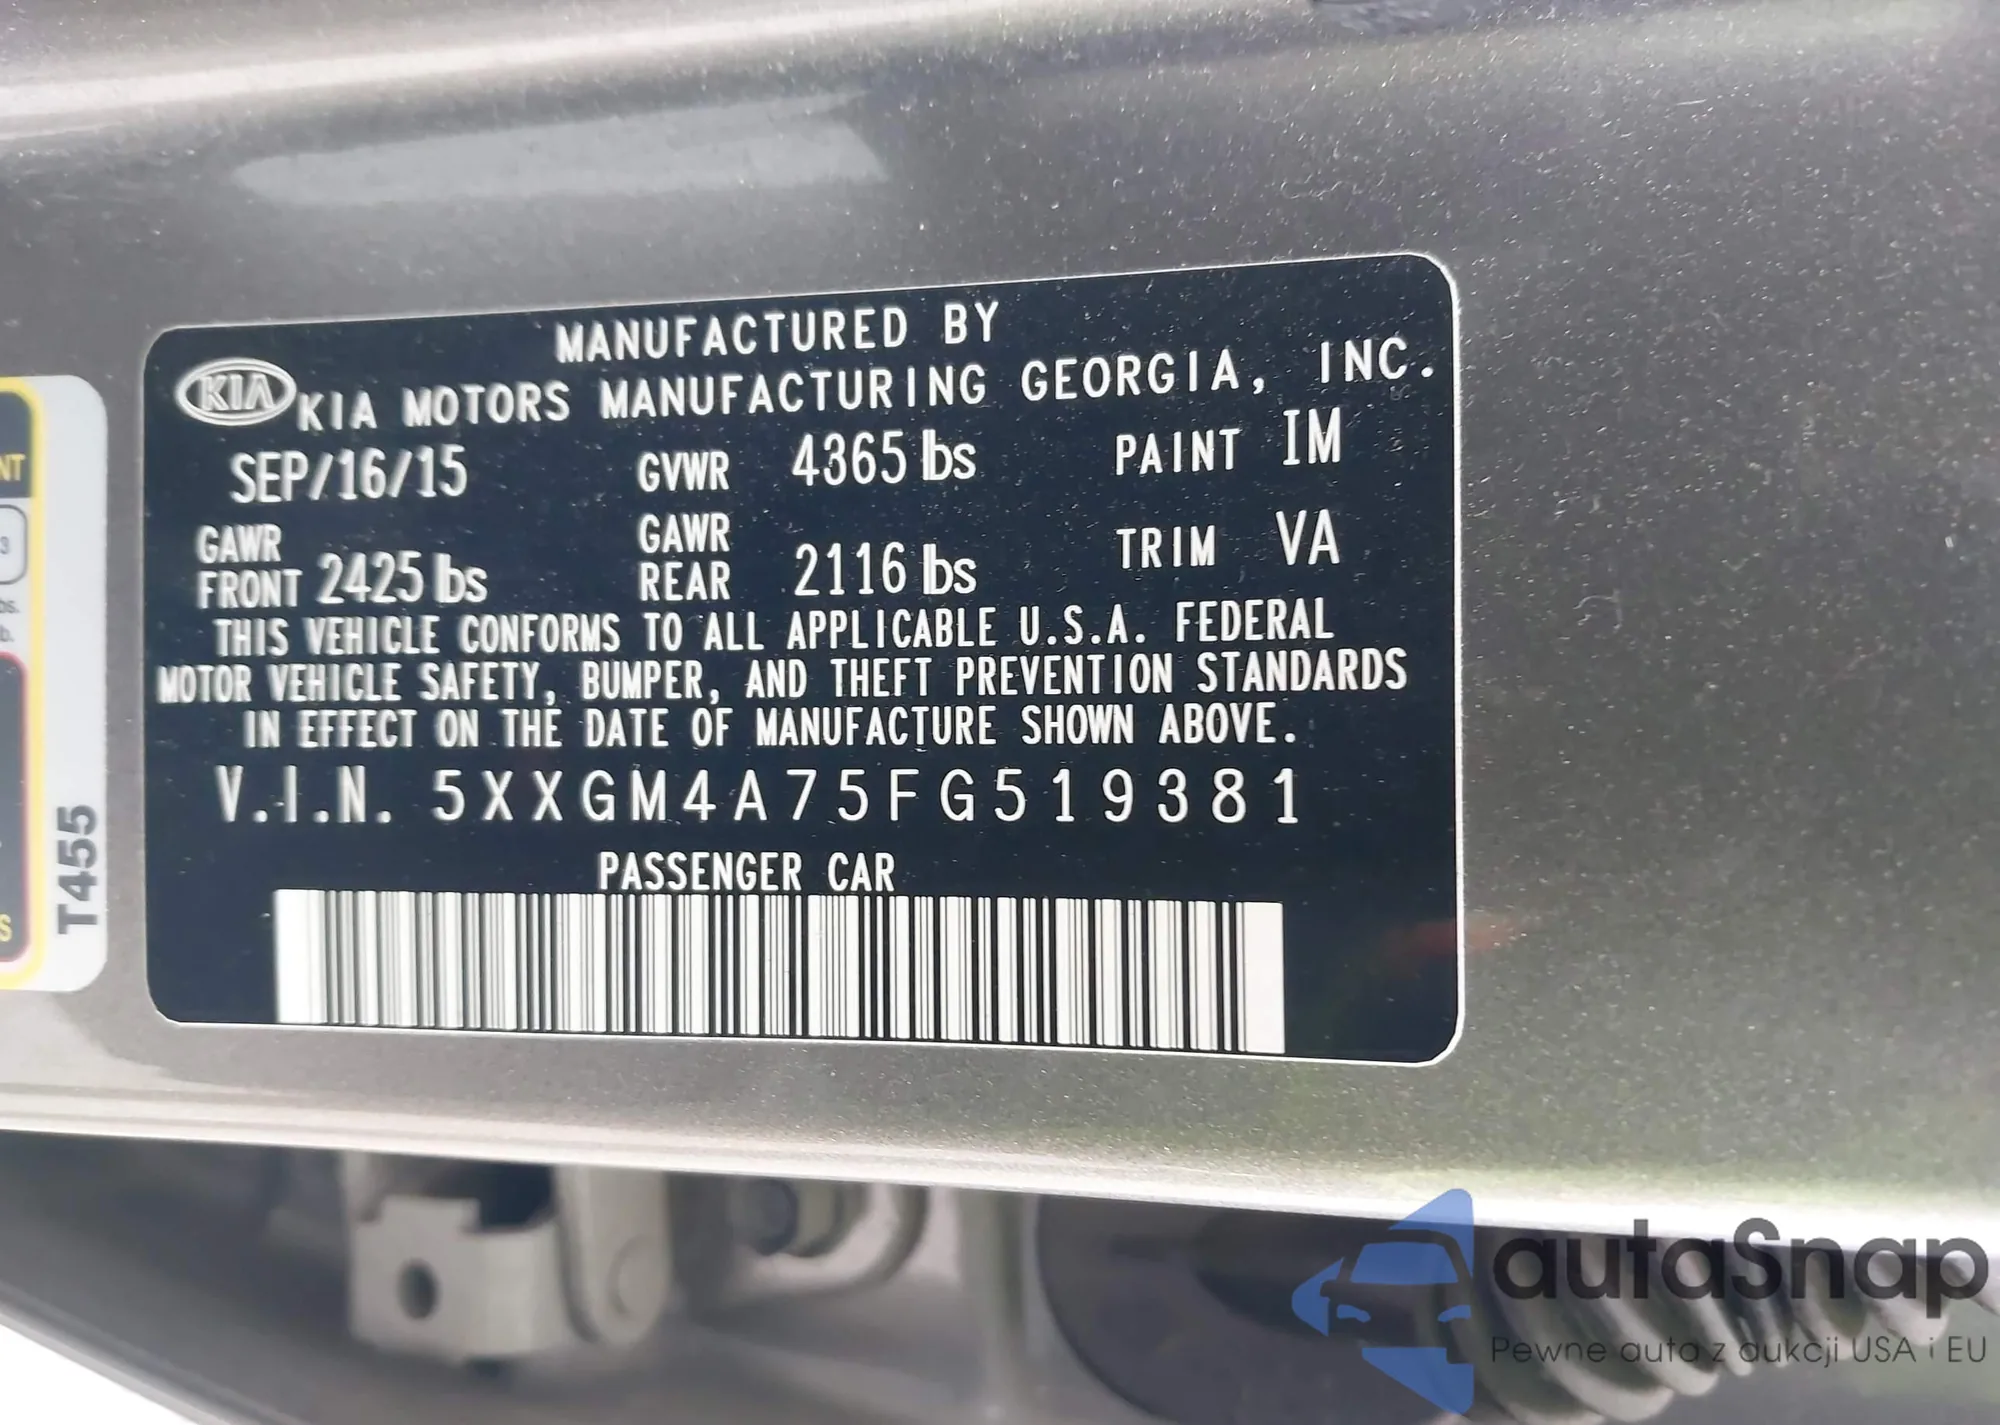 MANUFACTURED BY
KIA KIA MOTORS MANUFACTURING GEORGIA, INC.
SEP/16/15 GVWR 4365 lbs PAINT IM
GAWR FRONT 2425 lbs GAWR REAR 2116 lbs TRIM VA
THIS VEHICLE CONFORMS TO ALL APPLICABLE U.S.A. FEDERAL
MOTOR VEHICLE SAFETY, BUMPER, AND THEFT PREVENTION STANDARDS
IN EFFECT ON THE DATE OF MANUFACTURE SHOWN ABOVE.
V.I.N. 5XXGM4A75FG519381
PASSENGER CAR
T455
autaSnap
Pewne auta z aukcji USA i EU